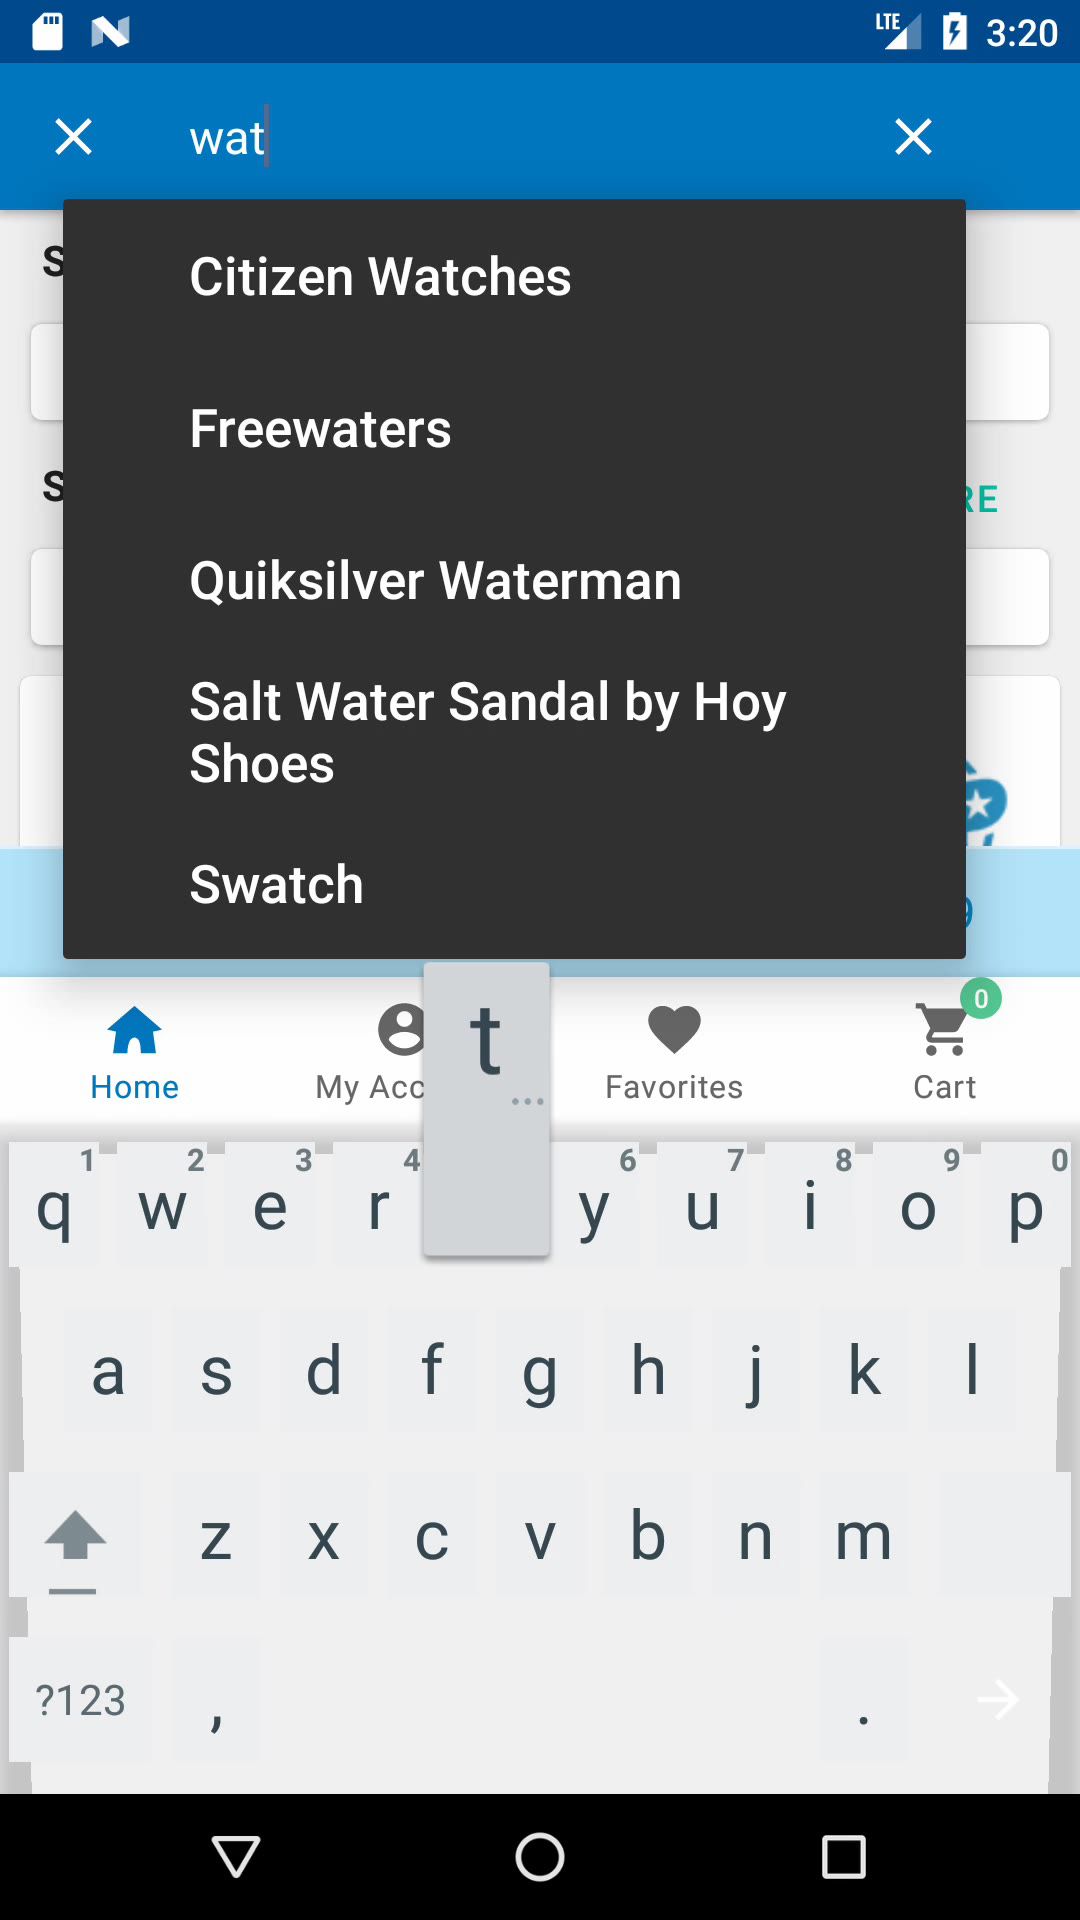 LTE 3:20
wat
Citizen Watches
S
Freewaters
S
RE
Quiksilver Waterman
Salt Water Sandal by Hoy
Shoes
Swatch
9
t
...
0
Home
My Acc
Favorites
Cart
1 2 3 4 6 7 8 9 0
q w e r y u i o p
a s d f g h j k l
z x c v b n m
?123 , .